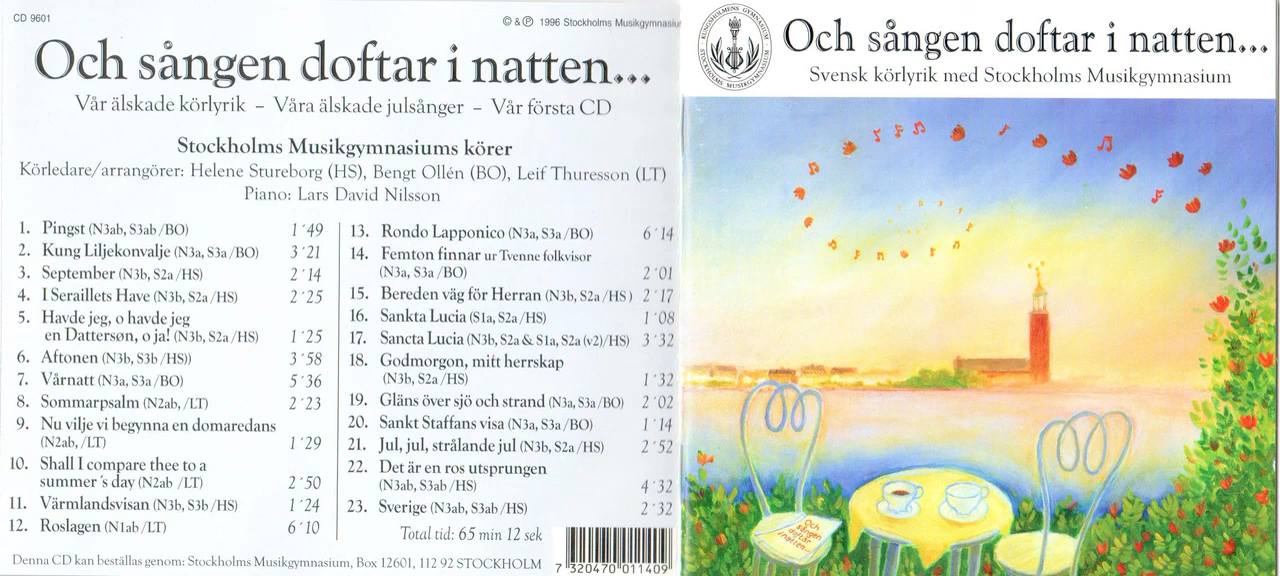 CD 9601
© & ℗ 1996 Stockholms Musikgymnasiu
Och sången doftar i natten...
Vår älskade körlyrik – Våra älskade julsånger – Vår första CD
Stockholms Musikgymnasiums körer
Körledare/arrangörer: Helene Stureborg (HS), Bengt Ollén (BO), Leif Thuresson (LT)
Piano: Lars David Nilsson
1. Pingst (N3ab, S3ab/BO) 1´49
2. Kung Liljekonvalje (N3a, S3a/BO) 3´21
3. September (N3b, S2a/HS) 2´14
4. I Seraillets Have (N3b, S2a/HS) 2´25
5. Havde jeg, o havde jeg
en Dattersøn, o ja! (N3b, S2a/HS) 1´25
6. Aftonen (N3b, S3b/HS)) 3´58
7. Vårnatt (N3a, S3a/BO) 5´36
8. Sommarpsalm (N2ab, /LT) 2´23
9. Nu vilje vi begynna en domaredans
(N2ab, /LT) 1´29
10. Shall I compare thee to a
summer´s day (N2ab /LT) 2´50
11. Värmlandsvisan (N3b, S3b/HS) 1´24
12. Roslagen (N1ab/LT) 6´10
13. Rondo Lapponico (N3a, S3a/BO) 6´14
14. Femton finnar ur Tvenne folkvisor
(N3a, S3a/BO) 2´01
15. Bereden väg för Herran (N3b, S2a/HS) 2´17
16. Sankta Lucia (S1a, S2a/HS) 1´08
17. Sancta Lucia (N3b, S2a & S1a, S2a (v2)/HS) 3´32
18. Godmorgon, mitt herrskap
(N3b, S2a/HS) 1´32
19. Gläns över sjö och strand (N3a, S3a/BO) 2´02
20. Sankt Staffans visa (N3a, S3a/BO) 1´14
21. Jul, jul, strålande jul (N3b, S2a/HS) 2´52
22. Det är en ros utsprungen
(N3ab, S3ab/HS) 4´32
23. Sverige (N3ab, S3ab/HS) 2´32
Total tid: 65 min 12 sek
Denna CD kan beställas genom: Stockholms Musikgymnasium, Box 12601, 112 92 STOCKHOLM
7 320470 011409
KUNGSHOLMENS GYMNASIUM
STOCKHOLMS MUSIKGYMNASIUM
Och sången doftar i natten...
Svensk körlyrik med Stockholms Musikgymnasium
Och
sången
doftar
i natten...